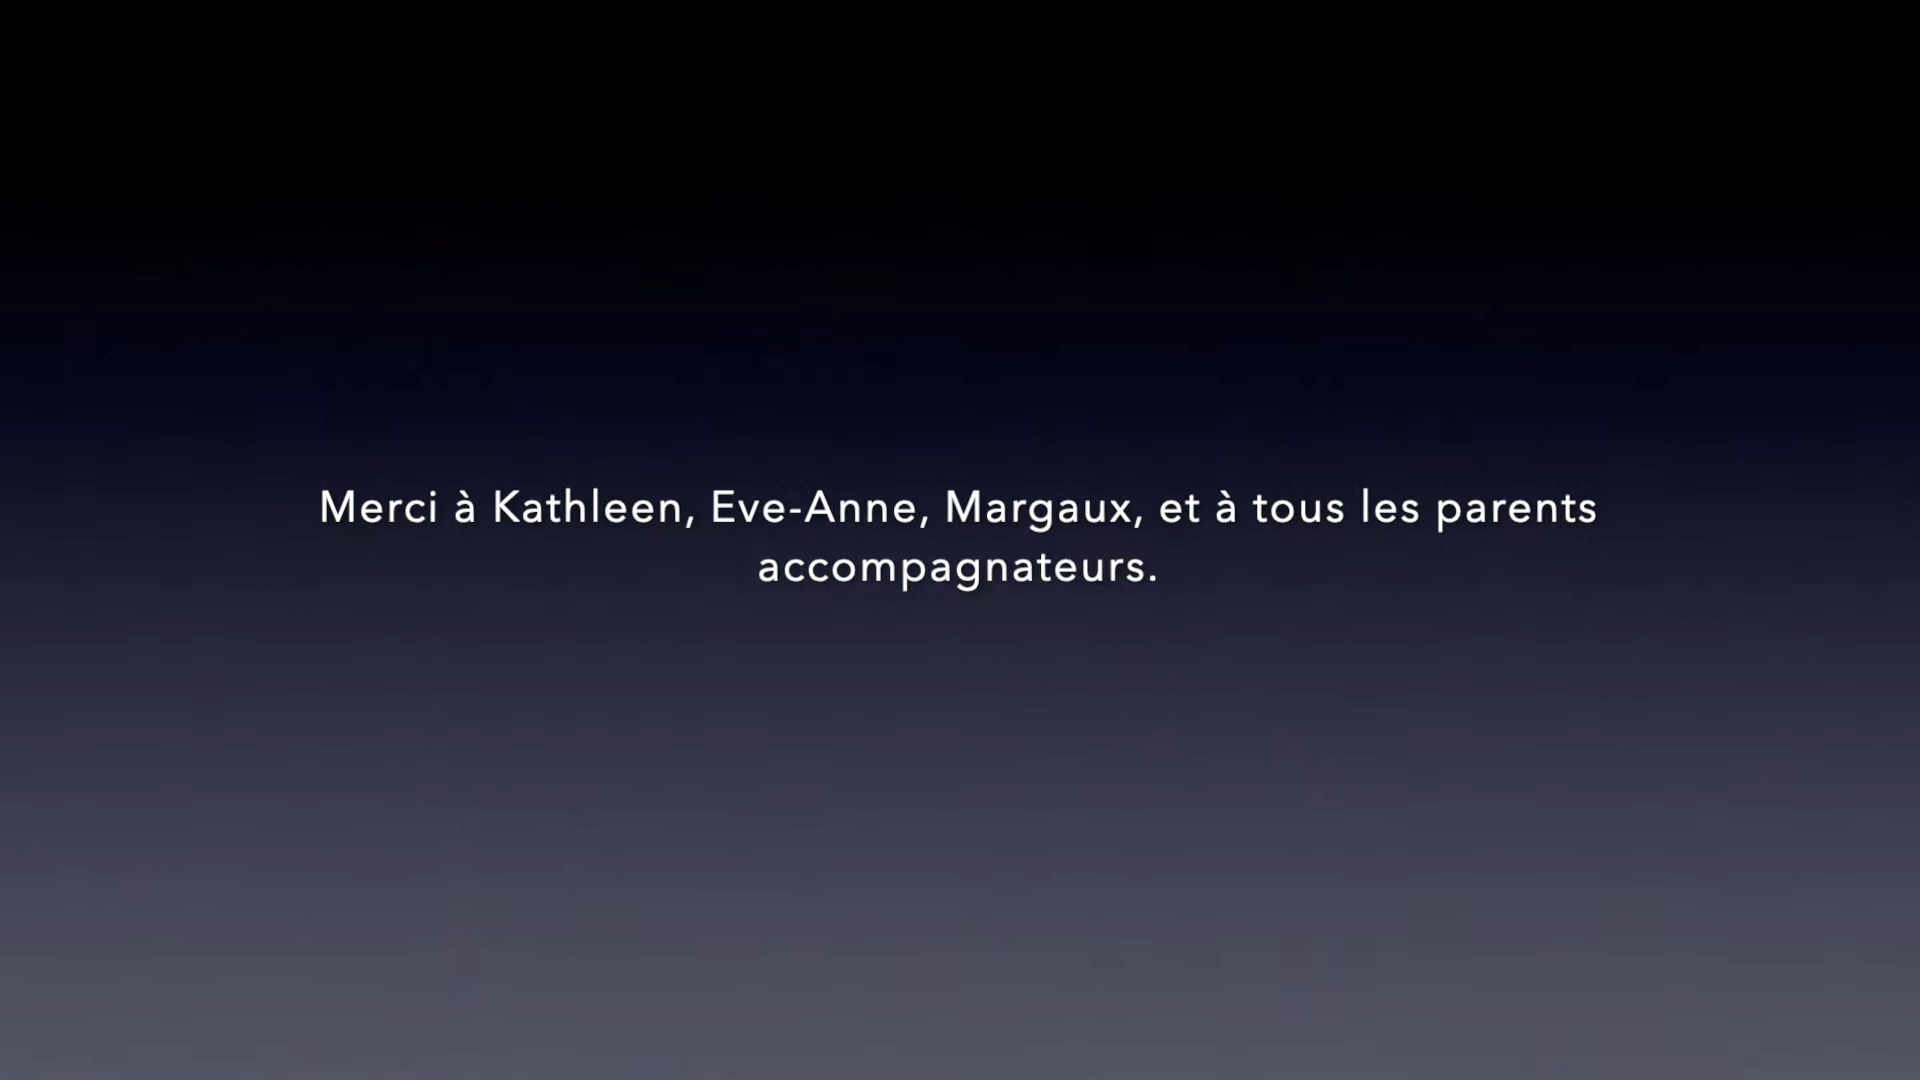 Merci à Kathleen, Eve-Anne, Margaux, et à tous les parents
accompagnateurs.